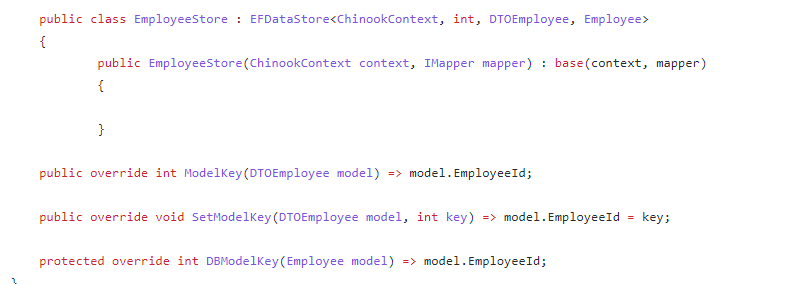 public class EmployeeStore : EFDataStore<ChinookContext, int, DTOEmployee, Employee>
{
public EmployeeStore(ChinookContext context, IMapper mapper) : base(context, mapper)
{
}
public override int ModelKey(DTOEmployee model) => model.EmployeeId;
public override void SetModelKey(DTOEmployee model, int key) => model.EmployeeId = key;
protected override int DBModelKey(Employee model) => model.EmployeeId;
}